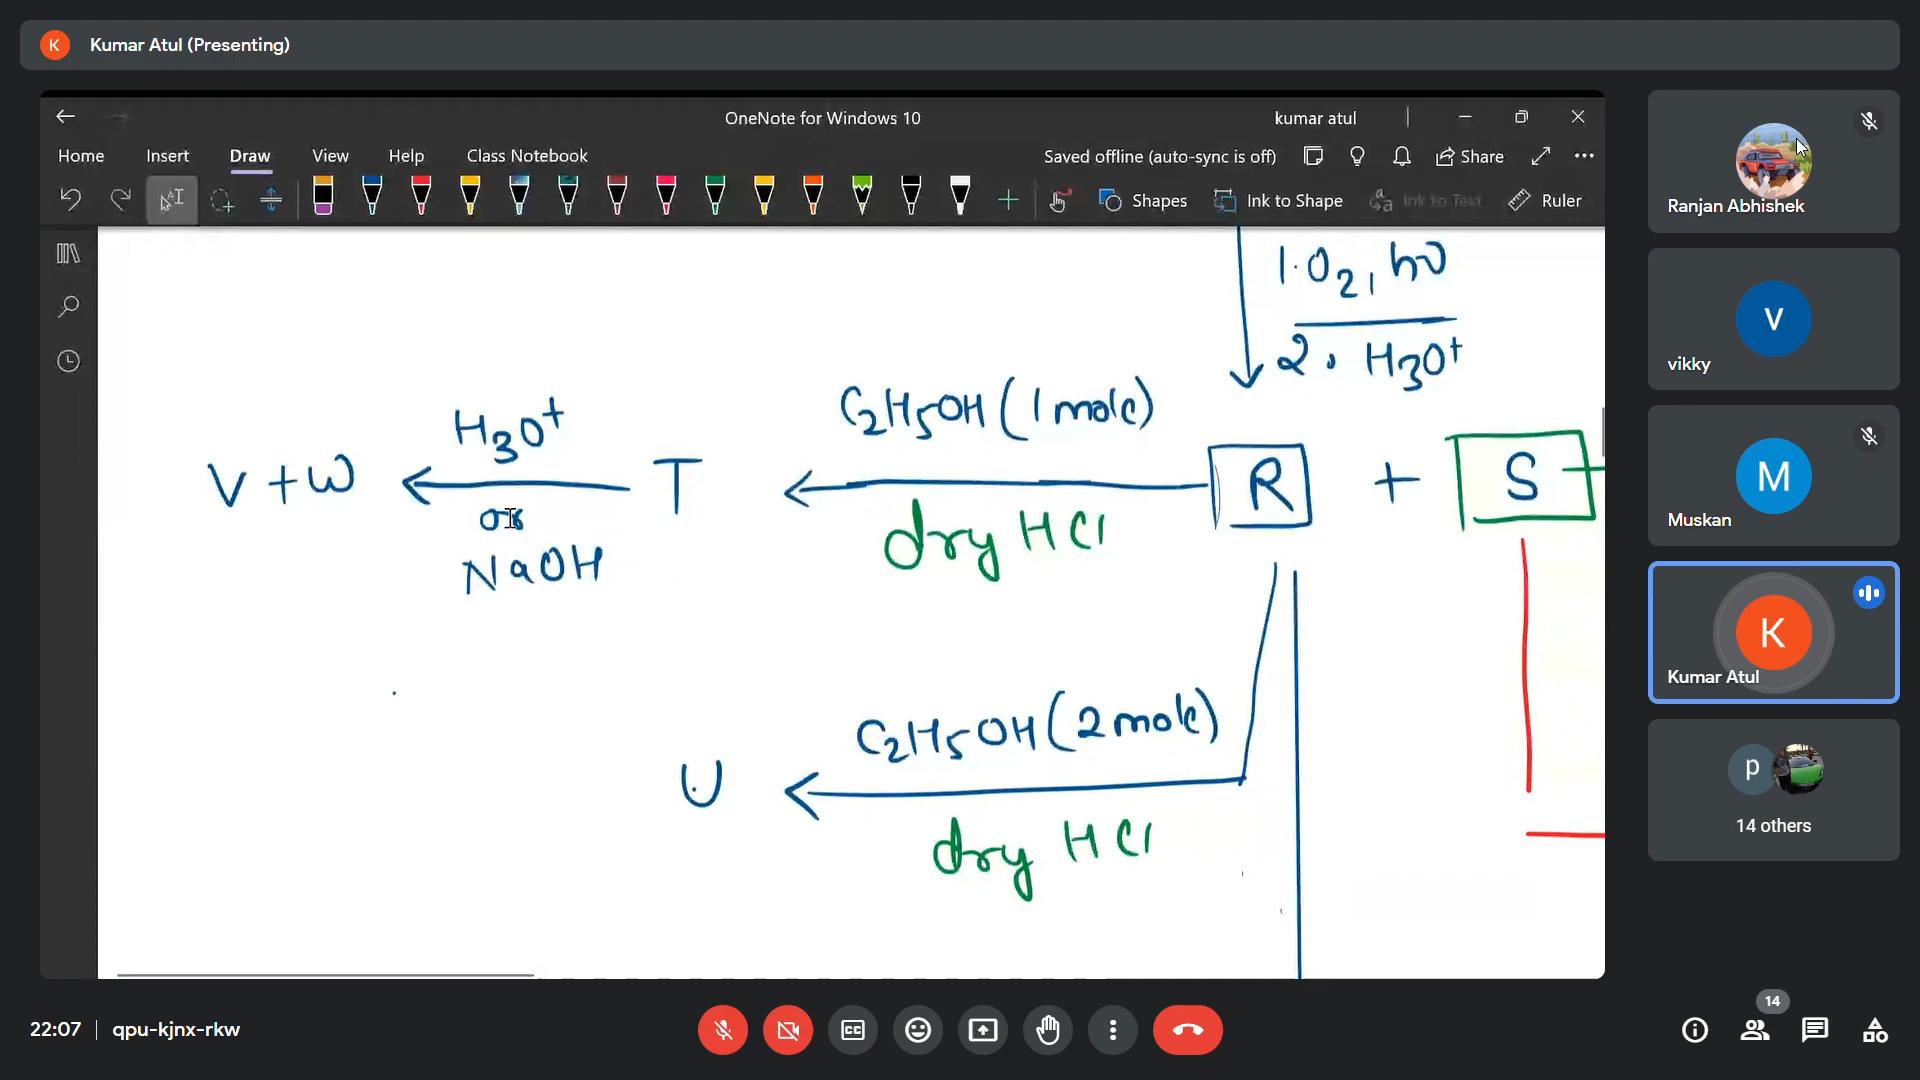 K Kumar Atul (Presenting)
OneNote for Windows 10
kumar atul
Home Insert Draw View Help Class Notebook
Saved offline (auto-sync is off) Share
Shapes Ink to Shape Ink to Text Ruler
1. O2, hν
2. H3O+
C2H5OH (1 mole)
H3O+
V + W T R + S
or
dry HCl
NaOH
C2H5OH (2 mole)
U
dry HCl
Ranjan Abhishek
V
vikky
M
Muskan
K
Kumar Atul
p
14 others
22:07 | qpu-kjnx-rkw
14